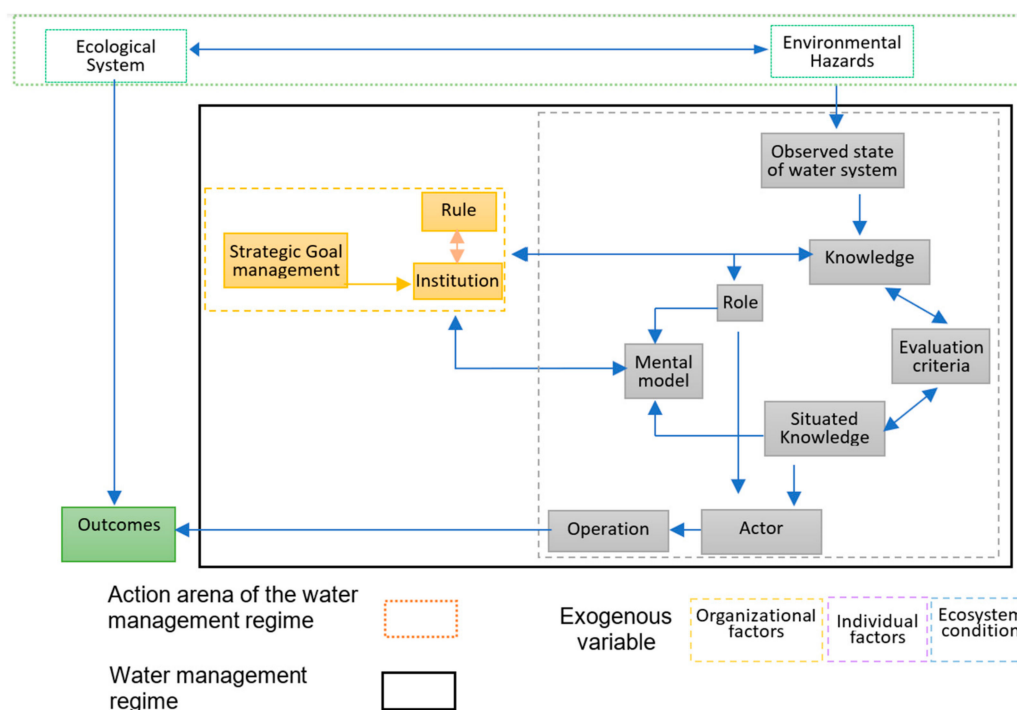 Ecological
System
Environmental
Hazards
Observed state
of water system
Rule
Strategic Goal
management
Institution
Knowledge
Role
Mental
model
Evaluation
criteria
Situated
Knowledge
Outcomes
Operation
Actor
Action arena of the water
management regime
Water management
regime
Exogenous
variable
Organizational
factors
Individual
factors
Ecosystem
condition